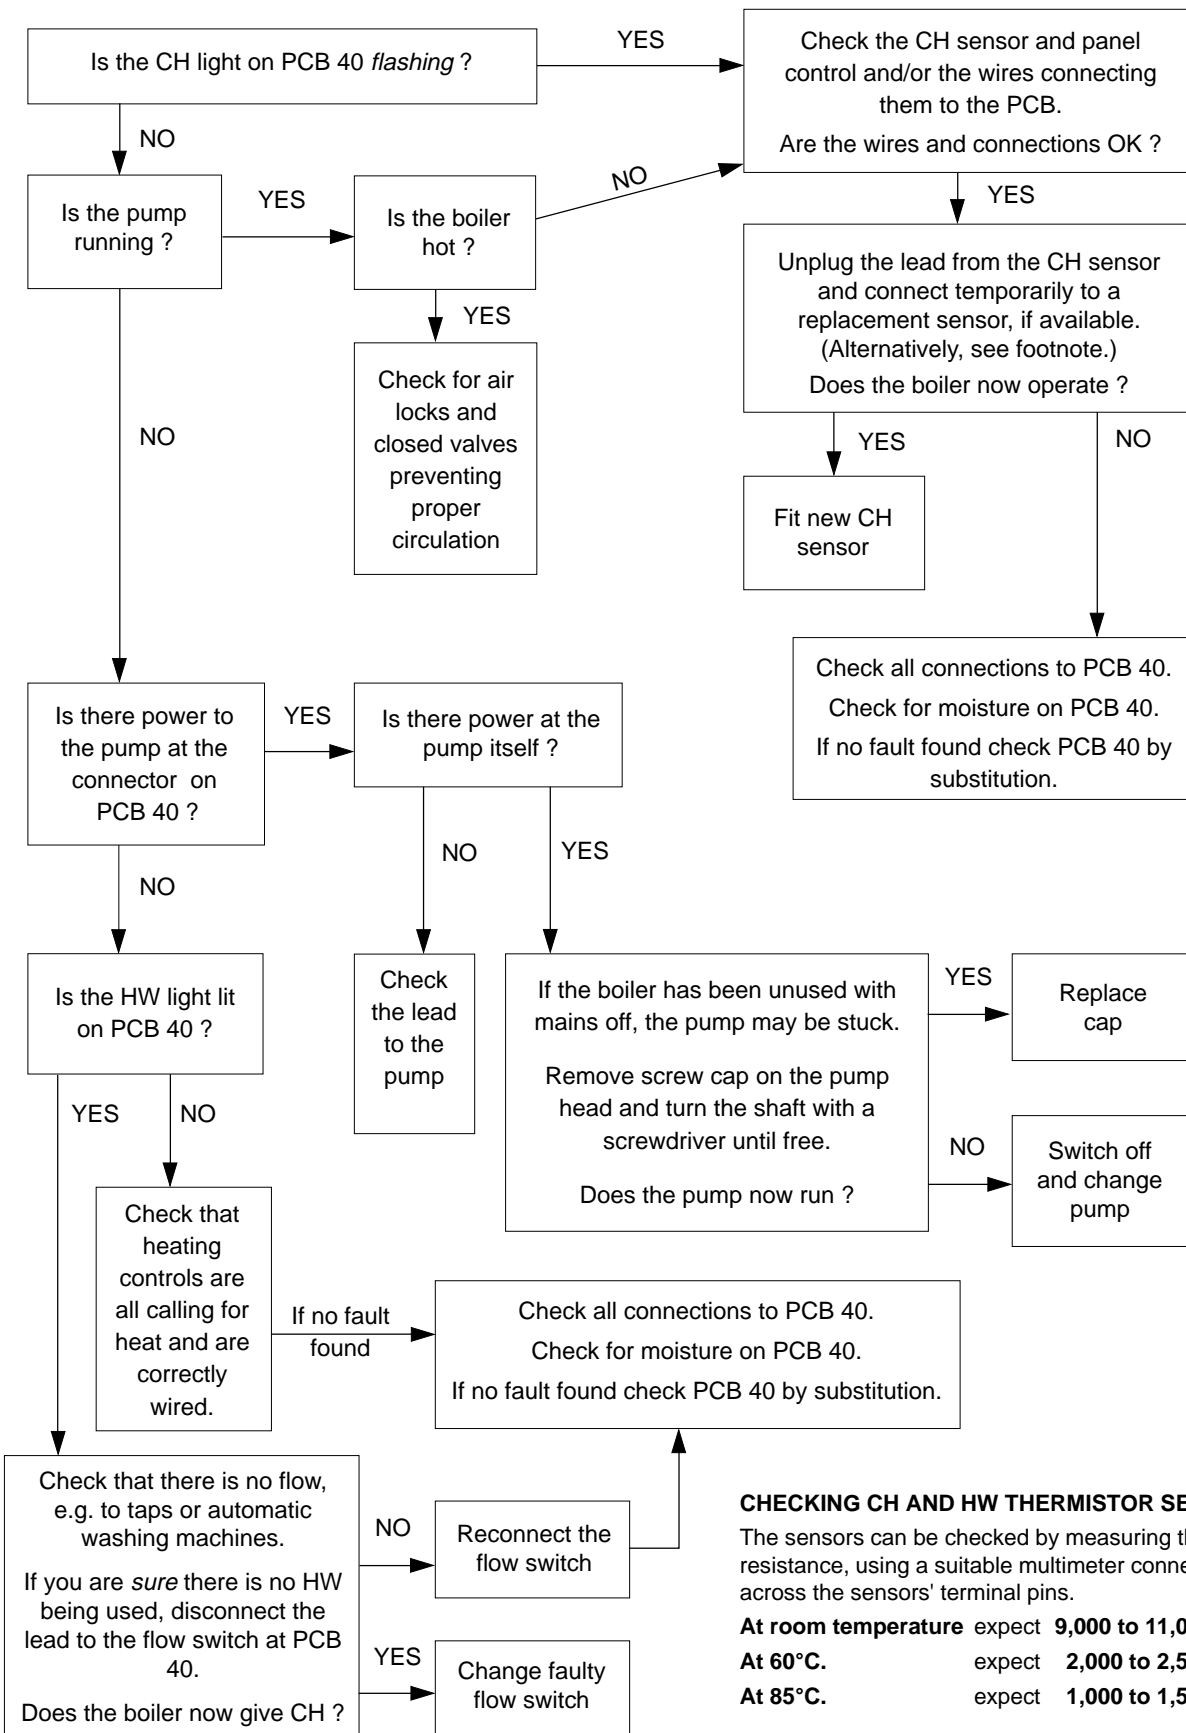 Is the CH light on PCB 40 flashing ?
YES
Check the CH sensor and panel
control and/or the wires connecting
them to the PCB.
Are the wires and connections OK ?
NO
Is the pump
running ?
YES
Is the boiler
hot ?
NO
YES
Unplug the lead from the CH sensor
and connect temporarily to a
replacement sensor, if available.
(Alternatively, see footnote.)
Does the boiler now operate ?
YES
Check for air
locks and
closed valves
preventing
proper
circulation
NO
YES
NO
Fit new CH
sensor
Check all connections to PCB 40.
Check for moisture on PCB 40.
If no fault found check PCB 40 by
substitution.
Is there power to
the pump at the
connector on
PCB 40 ?
YES
Is there power at the
pump itself ?
NO
NO
YES
Is the HW light lit
on PCB 40 ?
Check
the lead
to the
pump
If the boiler has been unused with
mains off, the pump may be stuck.
Remove screw cap on the pump
head and turn the shaft with a
screwdriver until free.
Does the pump now run ?
YES
Replace
cap
NO
Switch off
and change
pump
YES
NO
Check that
heating
controls are
all calling for
heat and are
correctly
wired.
If no fault
found
Check all connections to PCB 40.
Check for moisture on PCB 40.
If no fault found check PCB 40 by substitution.
Check that there is no flow,
e.g. to taps or automatic
washing machines.
If you are sure there is no HW
being used, disconnect the
lead to the flow switch at PCB
40.
Does the boiler now give CH ?
NO
Reconnect the
flow switch
YES
Change faulty
flow switch
CHECKING CH AND HW THERMISTOR
The sensors can be checked by measuring
resistance, using a suitable multimeter
across the sensors' terminal pins.
At room temperature expect 9,000 to
At 60°C. expect 2,000 to
At 85°C. expect 1,000 to